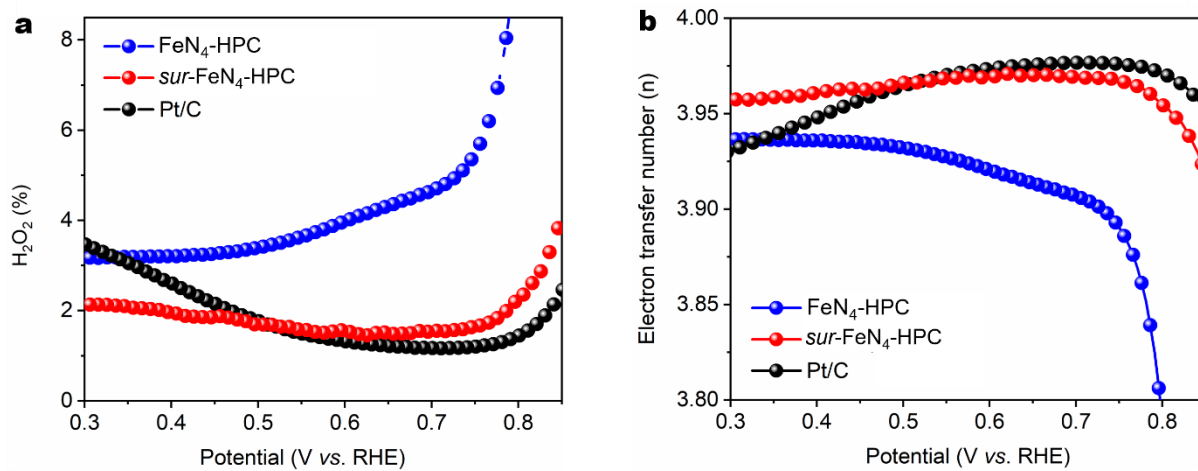 a
8
6
4
2
0
H₂O₂ (%)
FeN₄-HPC
sur-FeN₄-HPC
Pt/C
0.3 0.4 0.5 0.6 0.7 0.8
Potential (V vs. RHE)
b
4.00
3.95
3.90
3.85
3.80
Electron transfer number (n)
FeN₄-HPC
sur-FeN₄-HPC
Pt/C
0.3 0.4 0.5 0.6 0.7 0.8
Potential (V vs. RHE)